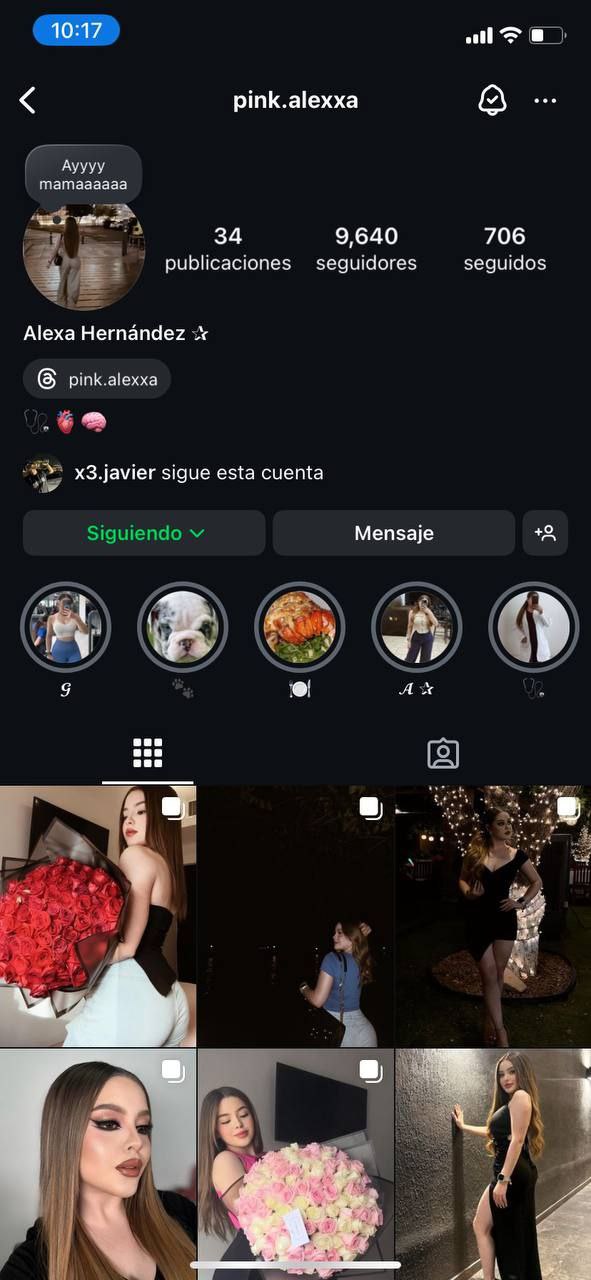 10:17
pink.alexxa
Ayyyy
mamaaaaaa
34
publicaciones
9,640
seguidores
706
seguidos
Alexa Hernández ✰
pink.alexxa
🩺🫀🧠
x3.javier sigue esta cuenta
Siguiendo
Mensaje
𝓖
🐾
🍽️
𝓐 ✰
🩺